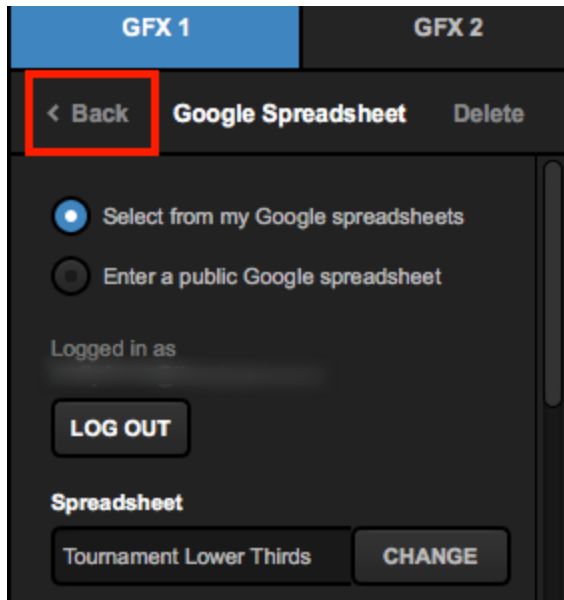 GFX 1 GFX 2
< Back Google Spreadsheet Delete
Select from my Google spreadsheets
Enter a public Google spreadsheet
Logged in as
LOG OUT
Spreadsheet
Tournament Lower Thirds CHANGE